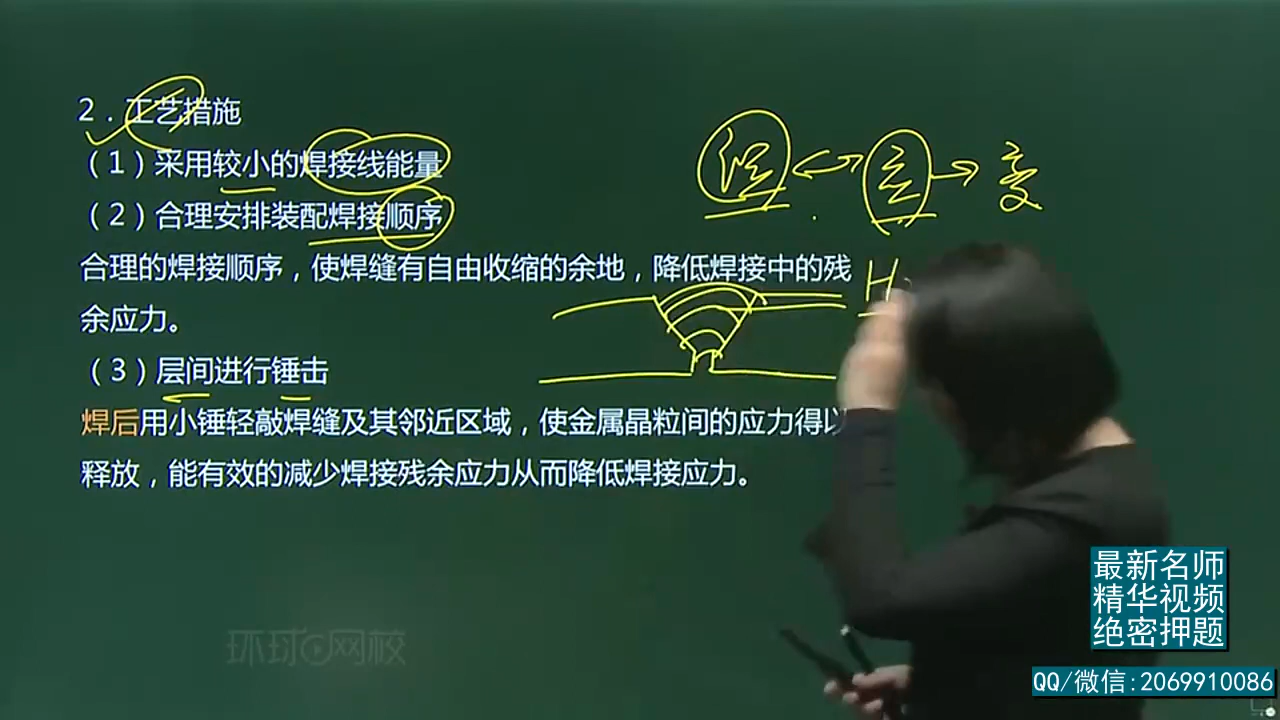 2．工艺措施
（1）采用较小的焊接线能量
（2）合理安排装配焊接顺序
合理的焊接顺序，使焊缝有自由收缩的余地，降低焊接中的残
余应力。
（3）层间进行锤击
焊后用小锤轻敲焊缝及其邻近区域，使金属晶粒间的应力得以
释放，能有效的减少焊接残余应力从而降低焊接应力。
变
H
环球网校
最新名师
精华视频
绝密押题
QQ/微信:2069910086